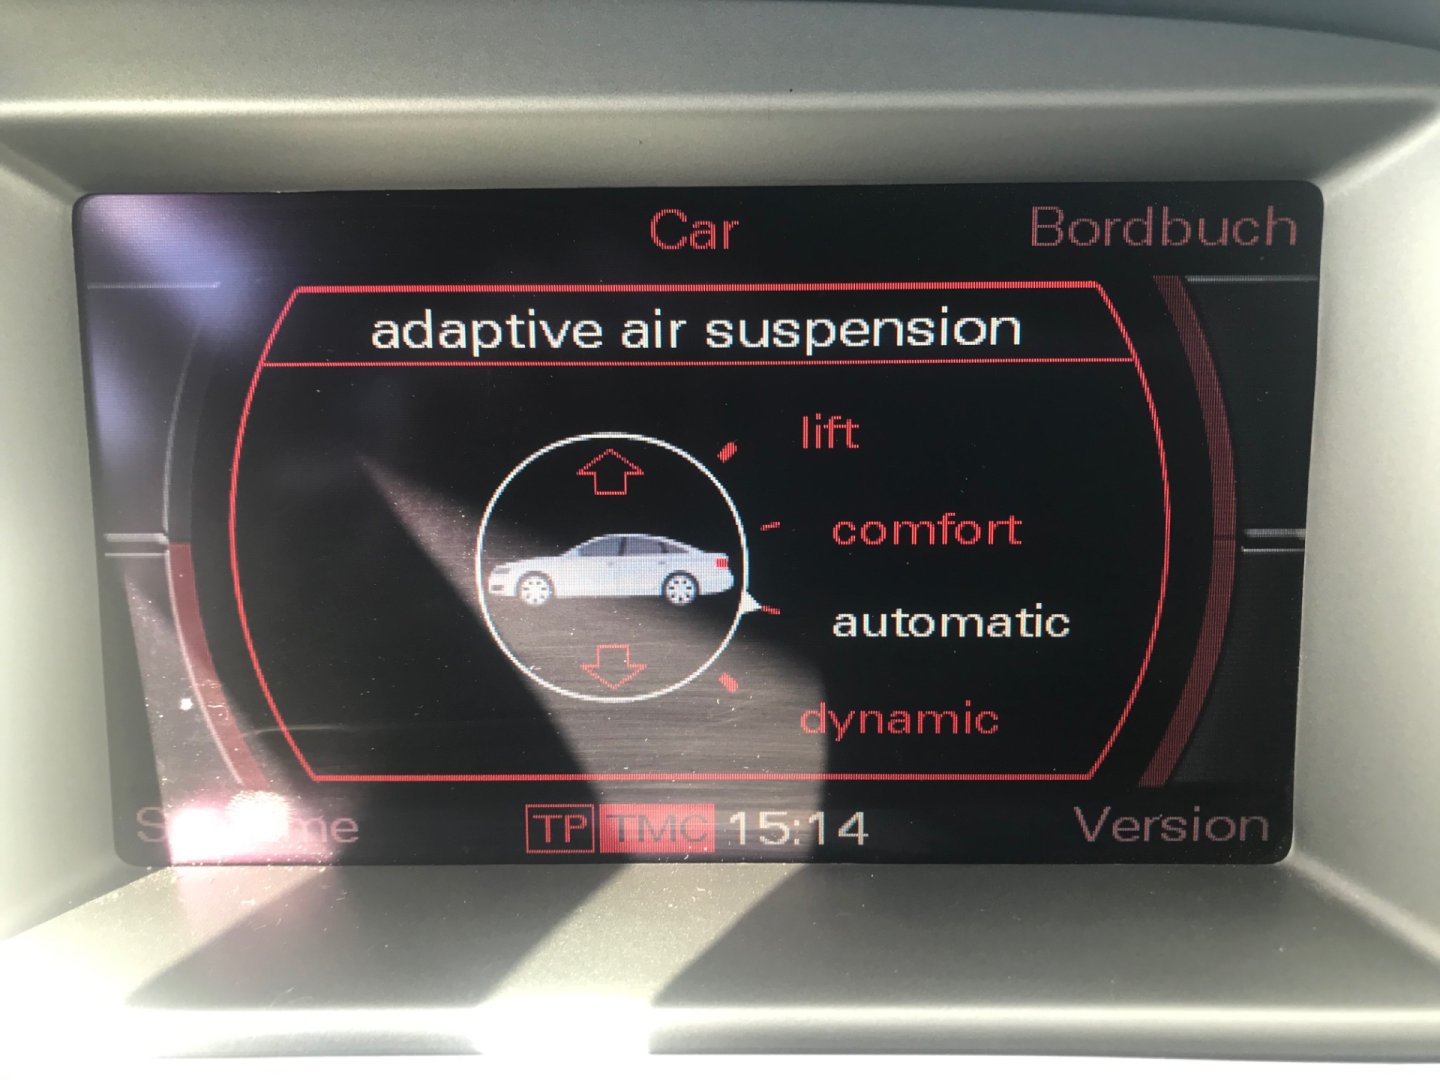 Car
Bordbuch
adaptive air suspension
lift
comfort
automatic
dynamic
TP TMC 15:14
Version